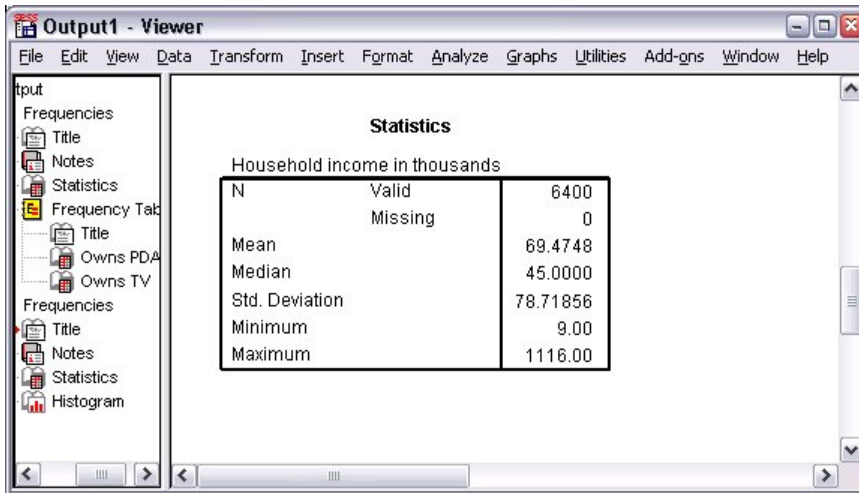 Output1 - Viewer
File Edit View Data Transform Insert Format Analyze Graphs Utilities Add-ons Window Help
tput
Frequencies
Title
Notes
Statistics
Frequency Tab
Title
Owns PDA
Owns TV
Frequencies
Title
Notes
Statistics
Histogram
Statistics
Household income in thousands
N Valid 6400
Missing 0
Mean 69.4748
Median 45.0000
Std. Deviation 78.71856
Minimum 9.00
Maximum 1116.00